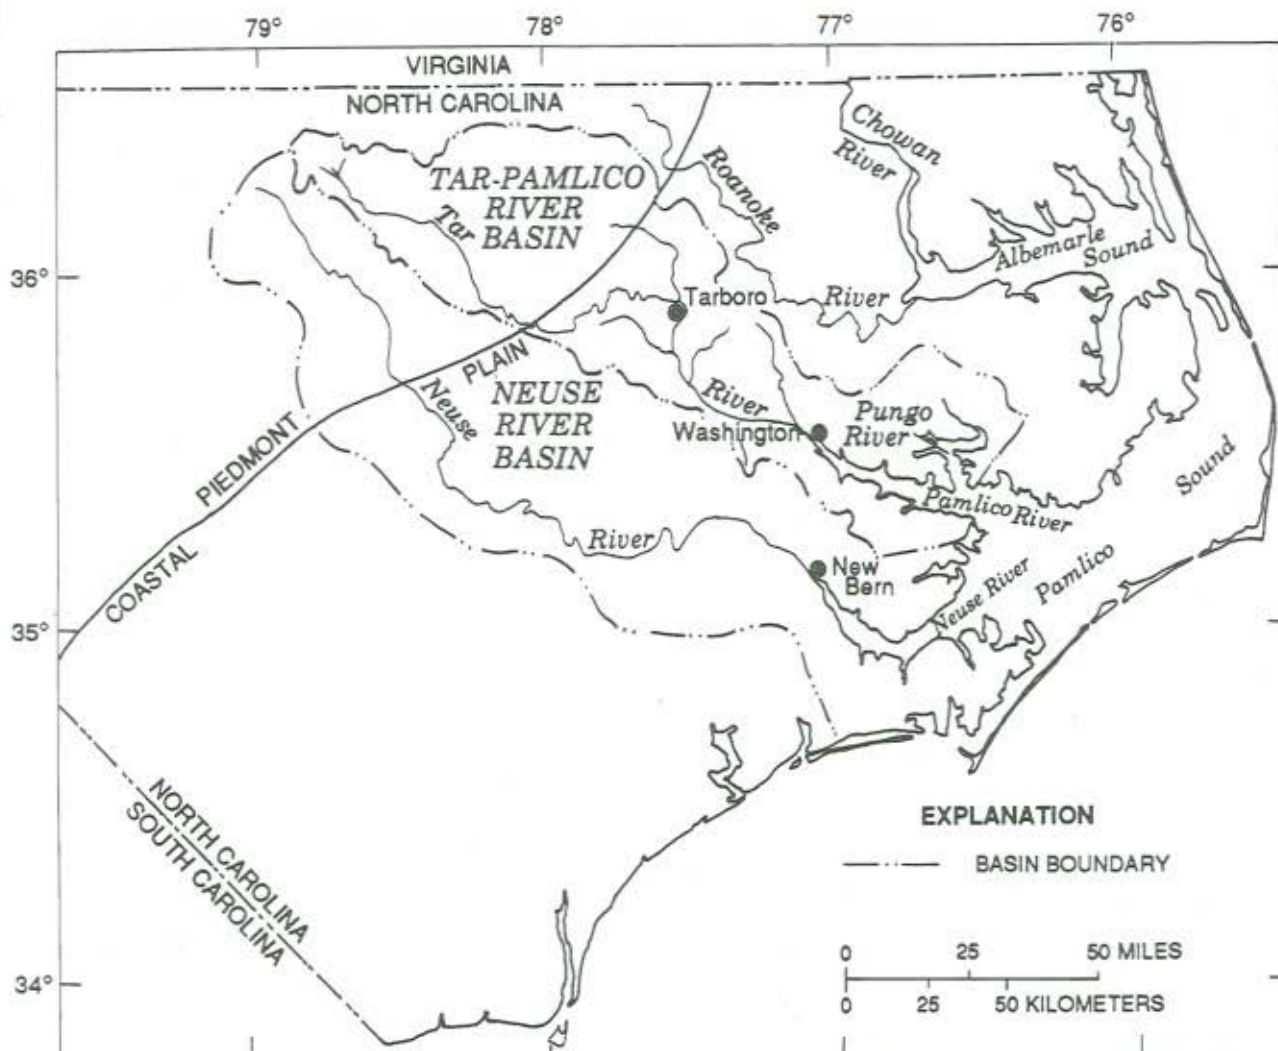 79°
78°
77°
76°
VIRGINIA
NORTH CAROLINA
Chowan
River
Roanoke
River
TAR-PAMLICO
RIVER
BASIN
Tar
River
Albemarle
Sound
36°
Tarboro
PLAIN
PIEDMONT
COASTAL
Neuse
River
NEUSE
RIVER
BASIN
Washington
Pungo
River
Pamlico River
Sound
Pamlico
New
Bern
Neuse River
35°
NORTH CAROLINA
SOUTH CAROLINA
34°
EXPLANATION
BASIN BOUNDARY
0 25 50 MILES
0 25 50 KILOMETERS